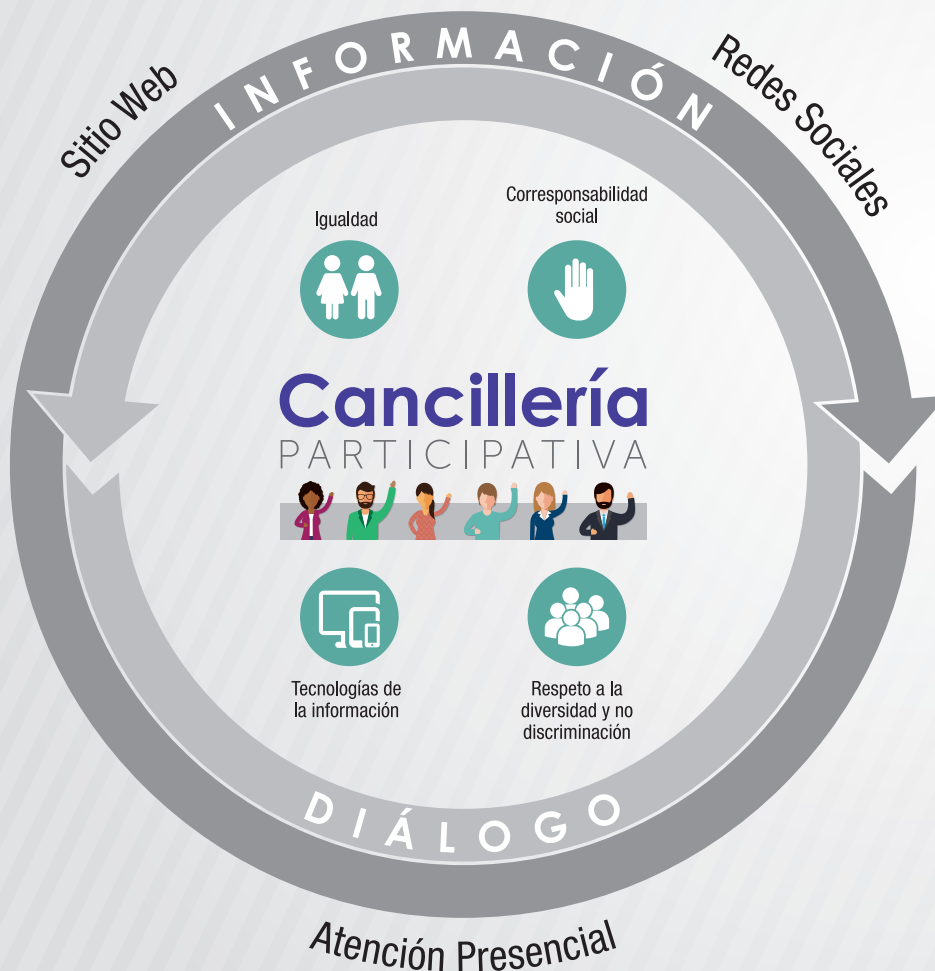 INFORMACIÓN
Sitio Web
Redes Sociales
Igualdad
Corresponsabilidad
social
Cancillería
PARTICIPATIVA
Tecnologías de
la información
Respeto a la
diversidad y no
discriminación
DIÁLOGO
Atención Presencial